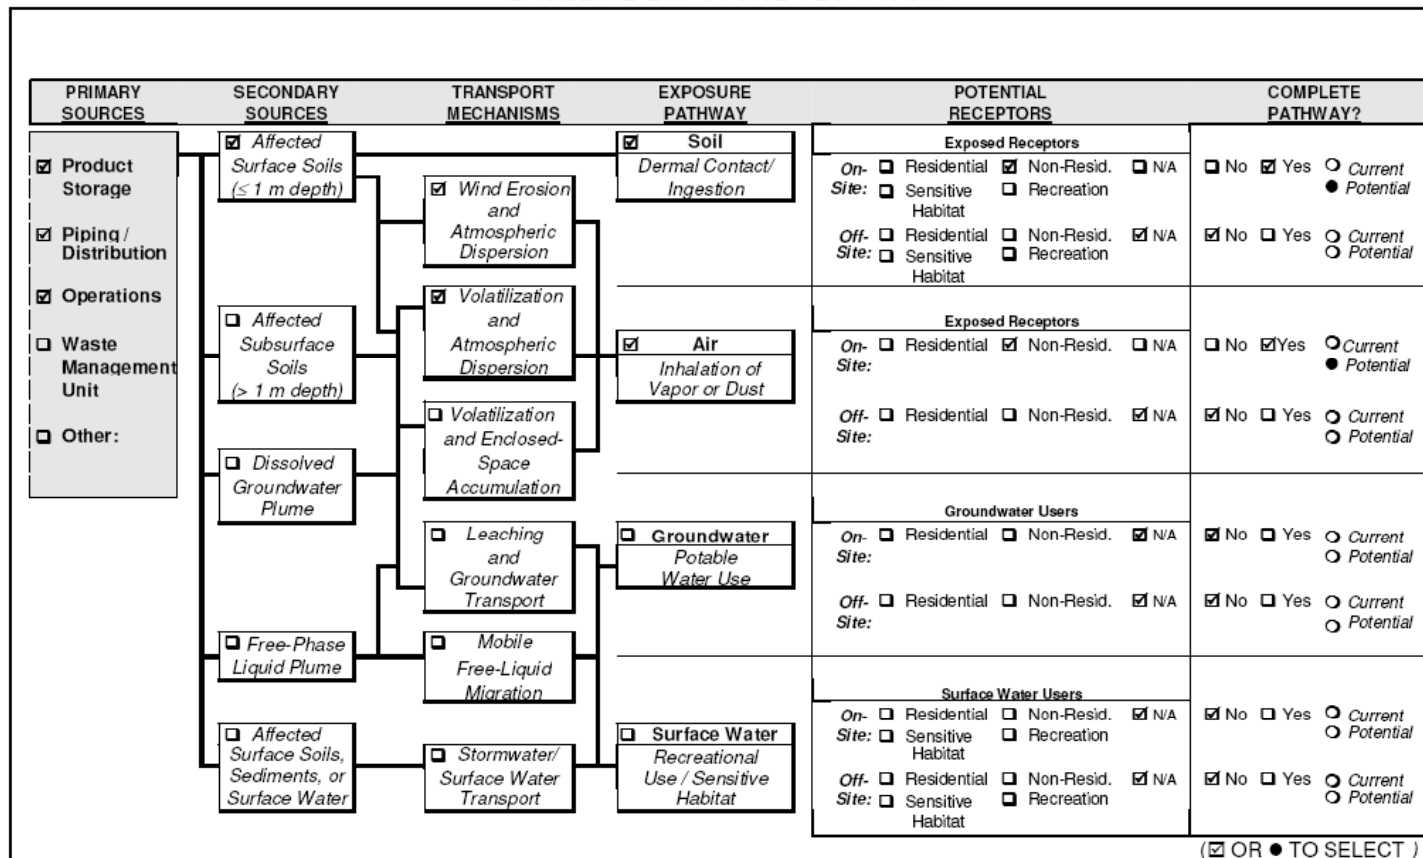 PRIMARY SOURCES
SECONDARY SOURCES
TRANSPORT MECHANISMS
EXPOSURE PATHWAY
POTENTIAL RECEPTORS
COMPLETE PATHWAY?
☑ Product
Storage
☑ Piping /
Distribution
☑ Operations
☐ Waste
Management
Unit
☐ Other:
☑ Affected
Surface Soils
(≤ 1 m depth)
☐ Affected
Subsurface
Soils
(> 1 m depth)
☐ Dissolved
Groundwater
Plume
☐ Free-Phase
Liquid Plume
☐ Affected
Surface Soils,
Sediments, or
Surface Water
☑ Wind Erosion
and
Atmospheric
Dispersion
☑ Volatilization
and
Atmospheric
Dispersion
☐ Volatilization
and Enclosed-
Space
Accumulation
☐ Leaching
and
Groundwater
Transport
☐ Mobile
Free-Liquid
Migration
☐ Stormwater/
Surface Water
Transport
☑ Soil
Dermal Contact/
Ingestion
☑ Air
Inhalation of
Vapor or Dust
☐ Groundwater
Potable
Water Use
☐ Surface Water
Recreational
Use / Sensitive
Habitat
Exposed Receptors
On- ☐ Residential ☑ Non-Resid. ☐ N/A ☐ No ☑ Yes ○ Current
Site: ☐ Sensitive ☐ Recreation ● Potential
Habitat
Off- ☐ Residential ☐ Non-Resid. ☑ N/A ☑ No ☐ Yes ○ Current
Site: ☐ Sensitive ☐ Recreation ○ Potential
Habitat
Exposed Receptors
On- ☐ Residential ☑ Non-Resid. ☐ N/A ☐ No ☑Yes ○ Current
Site: ● Potential
Off- ☐ Residential ☐ Non-Resid. ☑ N/A ☑ No ☐ Yes ○ Current
Site: ○ Potential
Groundwater Users
On- ☐ Residential ☐ Non-Resid. ☑ N/A ☑ No ☐ Yes ○ Current
Site: ○ Potential
Off- ☐ Residential ☐ Non-Resid. ☑ N/A ☑ No ☐ Yes ○ Current
Site: ○ Potential
Surface Water Users
On- ☐ Residential ☐ Non-Resid. ☑ N/A ☑ No ☐ Yes ○ Current
Site: ☐ Sensitive ☐ Recreation ○ Potential
Habitat
Off- ☐ Residential ☐ Non-Resid. ☑ N/A ☑ No ☐ Yes ○ Current
Site: ☐ Sensitive ☐ Recreation ○ Potential
Habitat
(☑ OR ● TO SELECT )